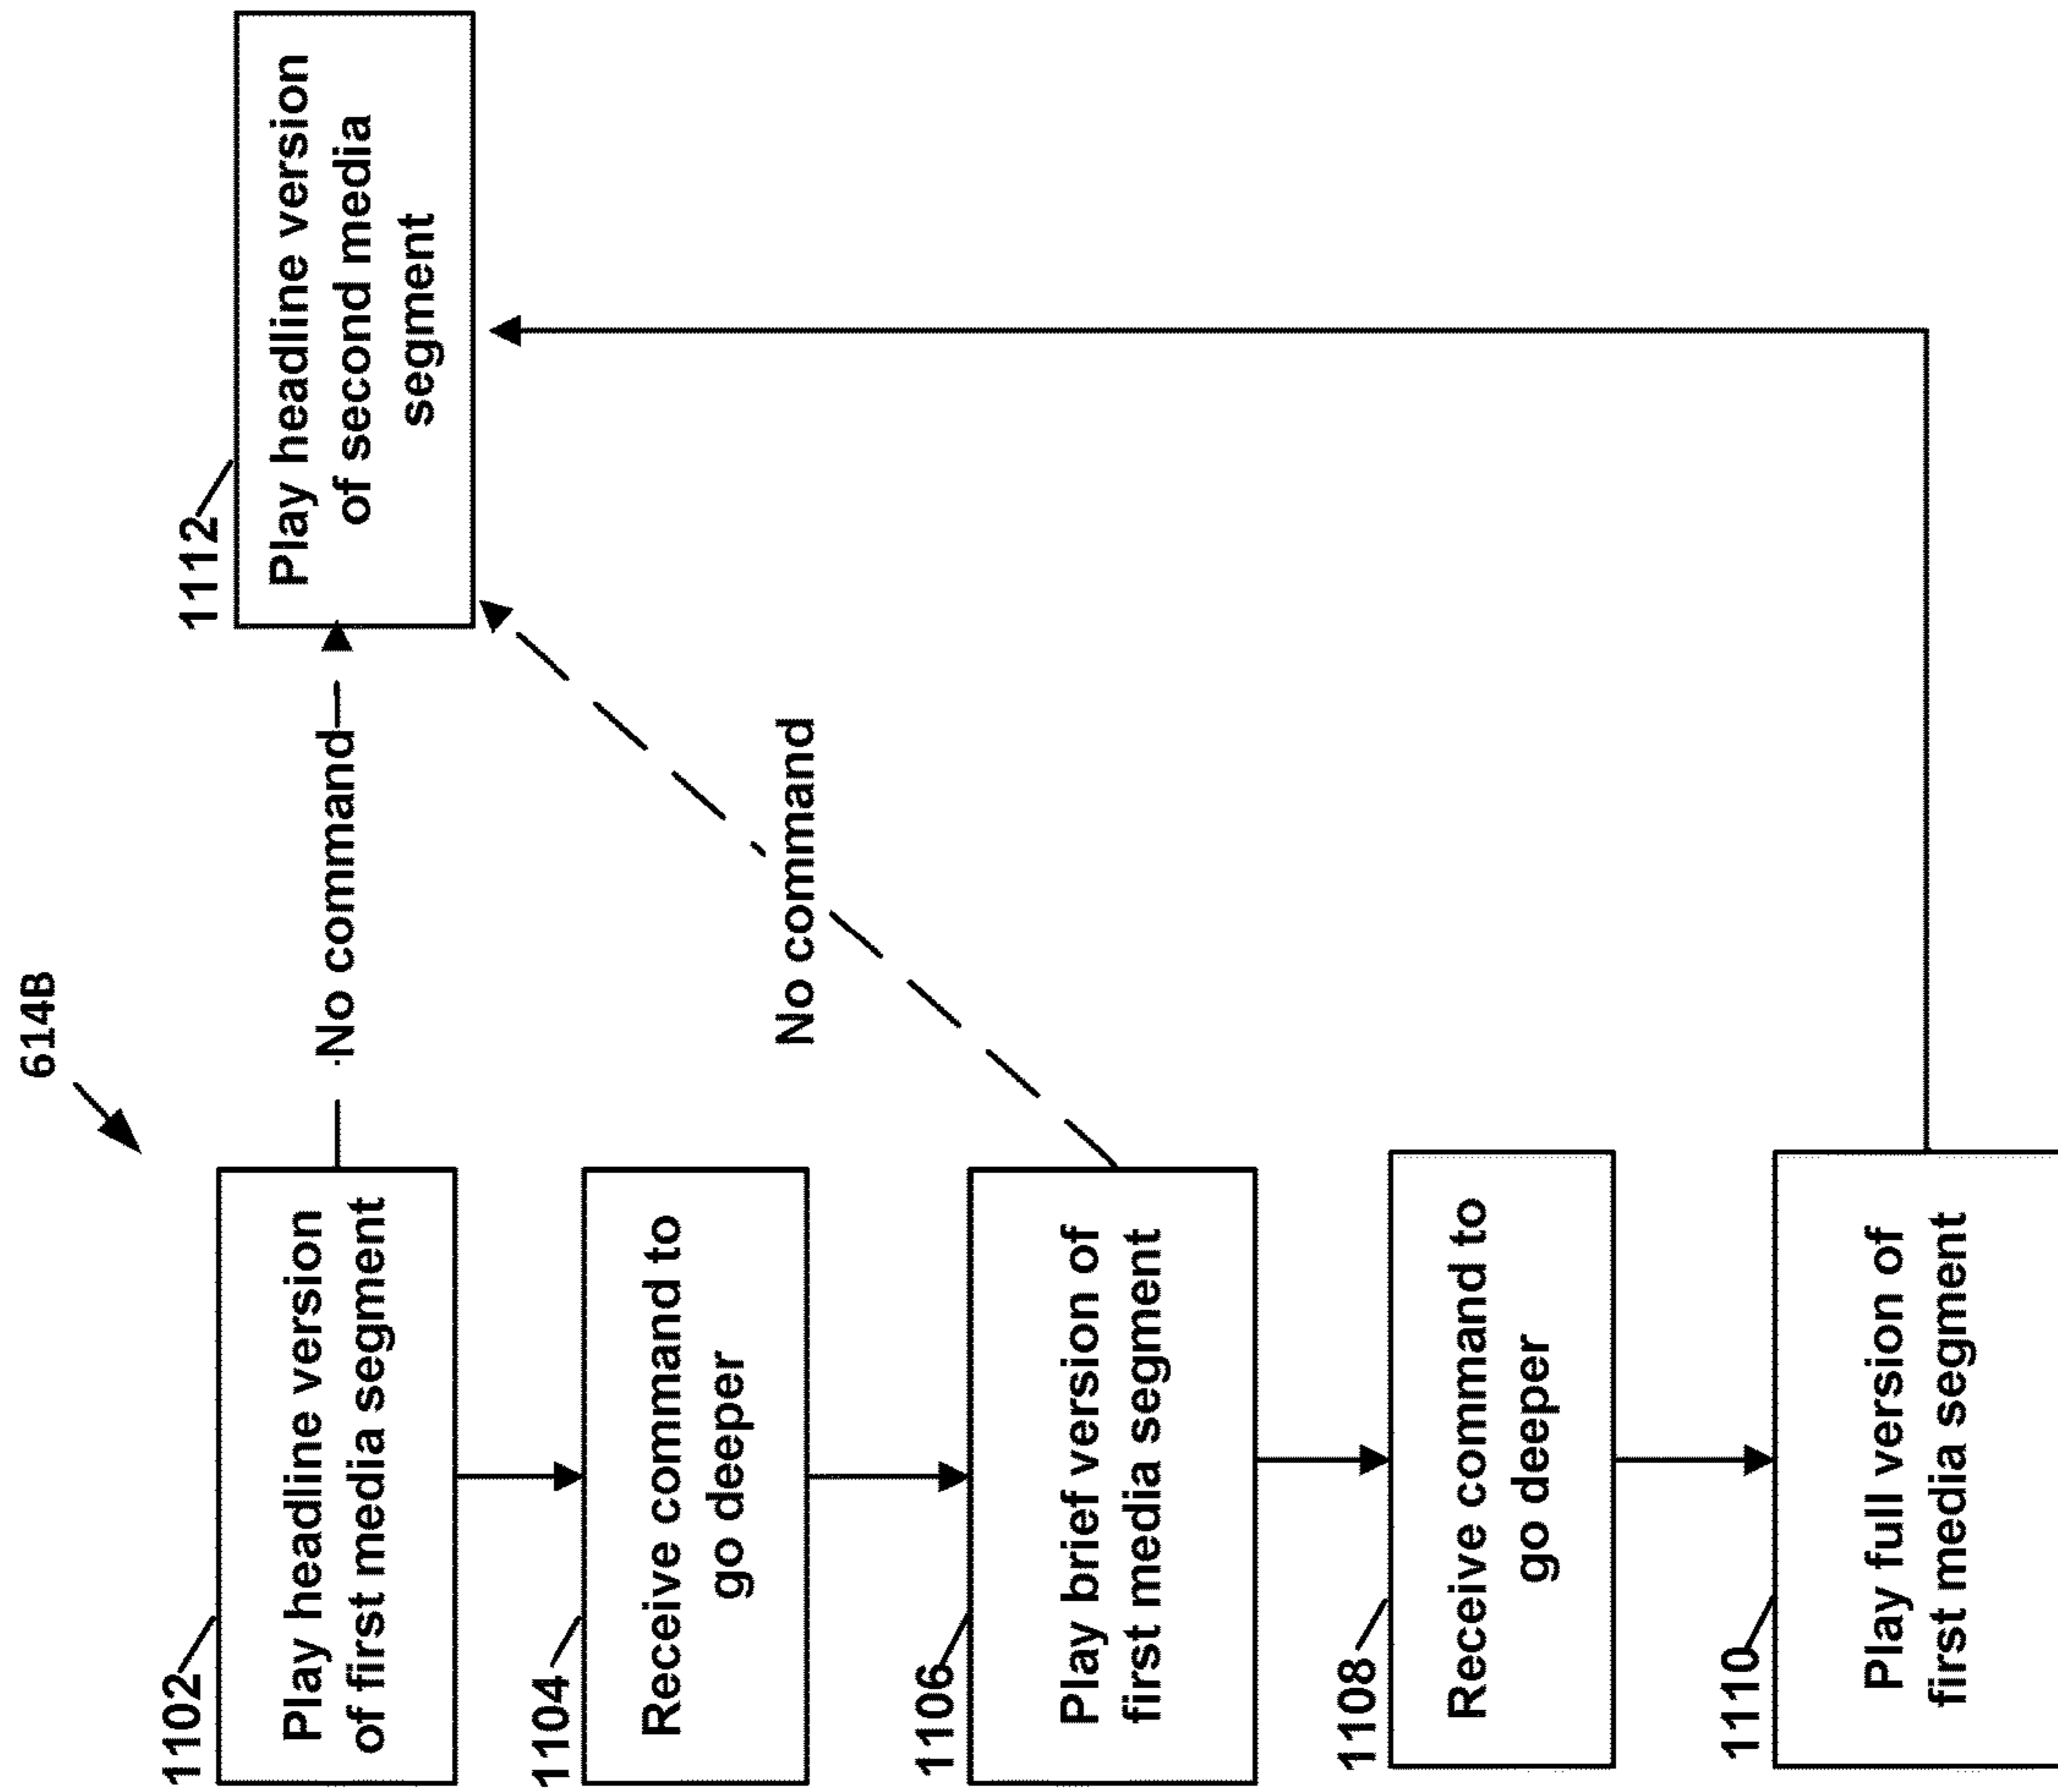 614B
1102
Play headline version
of first media segment
No command
1112
Play headline version
of second media
segment
1104
Receive command to
go deeper
1106
Play brief version of
first media segment
No command
1108
Receive command to
go deeper
1110
Play full version of
first media segment